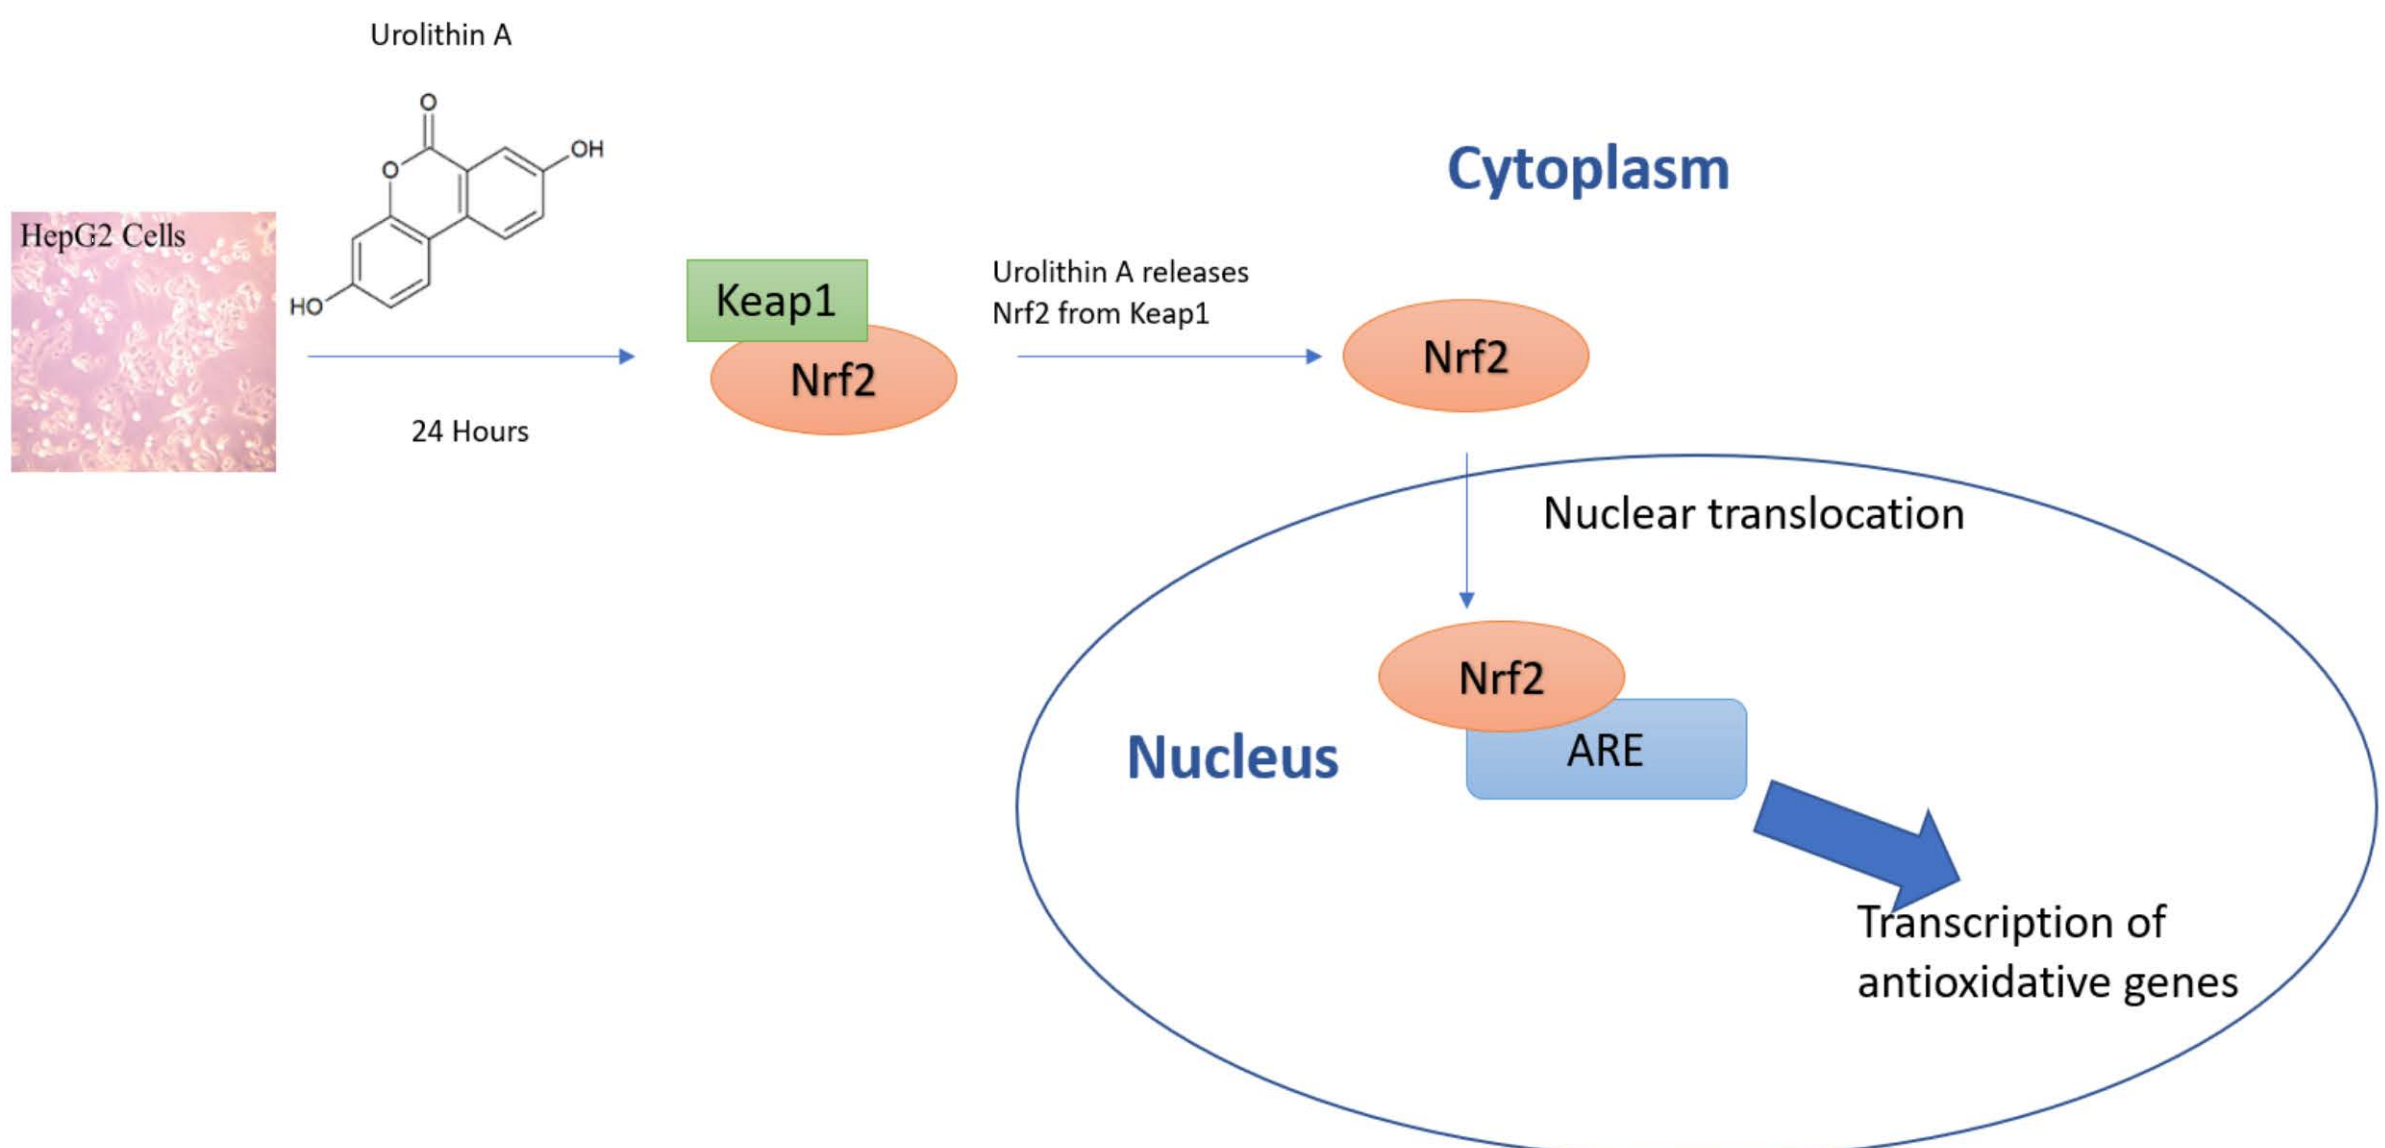 Urolithin A
O
O
OH
HO
HepG2 Cells
24 Hours
Keap1
Nrf2
Urolithin A releases
Nrf2 from Keap1
Cytoplasm
Nrf2
Nuclear translocation
Nrf2
ARE
Nucleus
Transcription of
antioxidative genes